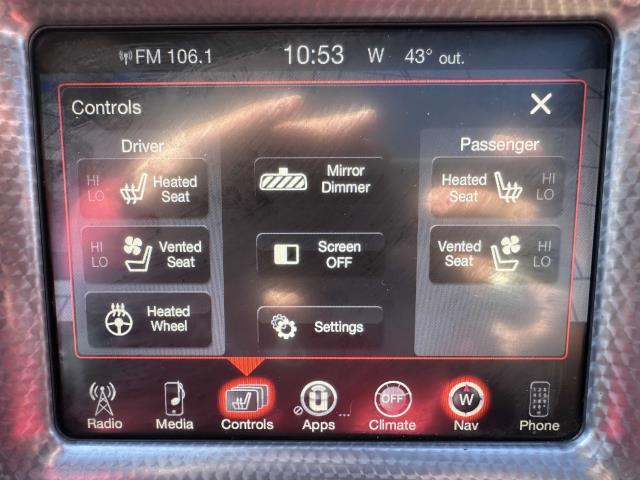 FM 106.1 10:53 W 43° out.
Controls
Driver
Passenger
HI
LO
Heated
Seat
Mirror
Dimmer
Heated
Seat
HI
LO
HI
LO
Vented
Seat
Screen
OFF
Vented
Seat
HI
LO
Heated
Wheel
Settings
OFF
W
Radio Media Controls Apps ... Climate Nav Phone